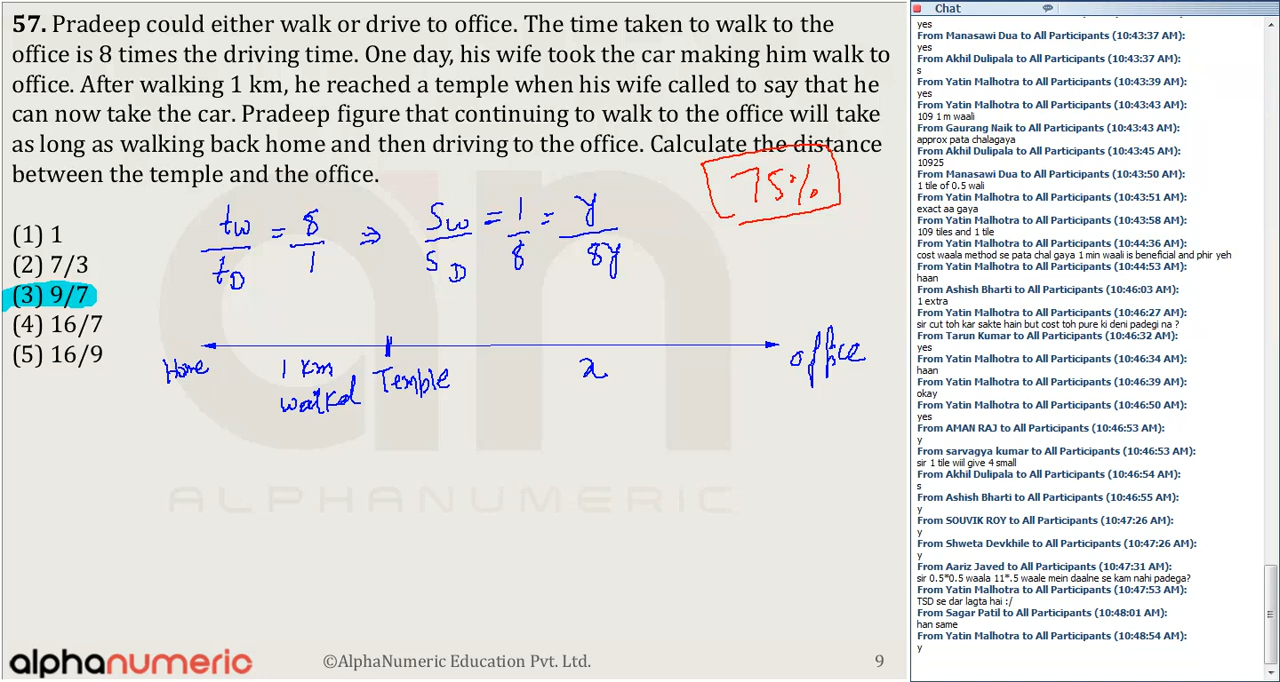 57. Pradeep could either walk or drive to office. The time taken to walk to the
office is 8 times the driving time. One day, his wife took the car making him walk to
office. After walking 1 km, he reached a temple when his wife called to say that he
can now take the car. Pradeep figure that continuing to walk to the office will take
as long as walking back home and then driving to the office. Calculate the distance
between the temple and the office.
75%
(1) 1
(2) 7/3
(3) 9/7
(4) 16/7
(5) 16/9
tW/tD = 8/1 ⇒ SW/SD = 1/8 = y/8y
Home
1 km
walked
Temple
x
office
ALPHANUMERIC
alphanumeric
©AlphaNumeric Education Pvt. Ltd.
9
Chat
yes
From Manasawi Dua to All Participants (10:43:37 AM):
yes
From Akhil Dulipala to All Participants (10:43:37 AM):
s
From Yatin Malhotra to All Participants (10:43:39 AM):
yes
From Yatin Malhotra to All Participants (10:43:43 AM):
109 1 m waali
From Gaurang Naik to All Participants (10:43:43 AM):
approx pata chalagaya
From Akhil Dulipala to All Participants (10:43:45 AM):
10925
From Manasawi Dua to All Participants (10:43:50 AM):
1 tile of 0.5 wali
From Yatin Malhotra to All Participants (10:43:51 AM):
exact aa gaya
From Yatin Malhotra to All Participants (10:43:58 AM):
109 tiles and 1 tile
From Yatin Malhotra to All Participants (10:44:36 AM):
cost waala method se pata chal gaya 1 min waali is beneficial and phir yeh
From Yatin Malhotra to All Participants (10:44:53 AM):
haan
From Ashish Bharti to All Participants (10:46:03 AM):
1 extra
From Yatin Malhotra to All Participants (10:46:27 AM):
sir cut toh kar sakte hain but cost toh pure ki deni padegi na ?
From Tarun Kumar to All Participants (10:46:32 AM):
yes
From Yatin Malhotra to All Participants (10:46:34 AM):
haan
From Yatin Malhotra to All Participants (10:46:39 AM):
okay
From Yatin Malhotra to All Participants (10:46:50 AM):
yes
From AMAN RAJ to All Participants (10:46:53 AM):
y
From sarvagya kumar to All Participants (10:46:53 AM):
sir 1 tile wiil give 4 small
From Akhil Dulipala to All Participants (10:46:54 AM):
s
From Ashish Bharti to All Participants (10:46:55 AM):
y
From SOUVIK ROY to All Participants (10:47:26 AM):
y
From Shweta Devkhile to All Participants (10:47:26 AM):
y
From Aariz Javed to All Participants (10:47:31 AM):
sir 0.5*0.5 waala 11*.5 waale mein daalne se kam nahi padega?
From Yatin Malhotra to All Participants (10:47:53 AM):
TSD se dar lagta hai :/
From Sagar Patil to All Participants (10:48:01 AM):
han same
From Yatin Malhotra to All Participants (10:48:54 AM):
y